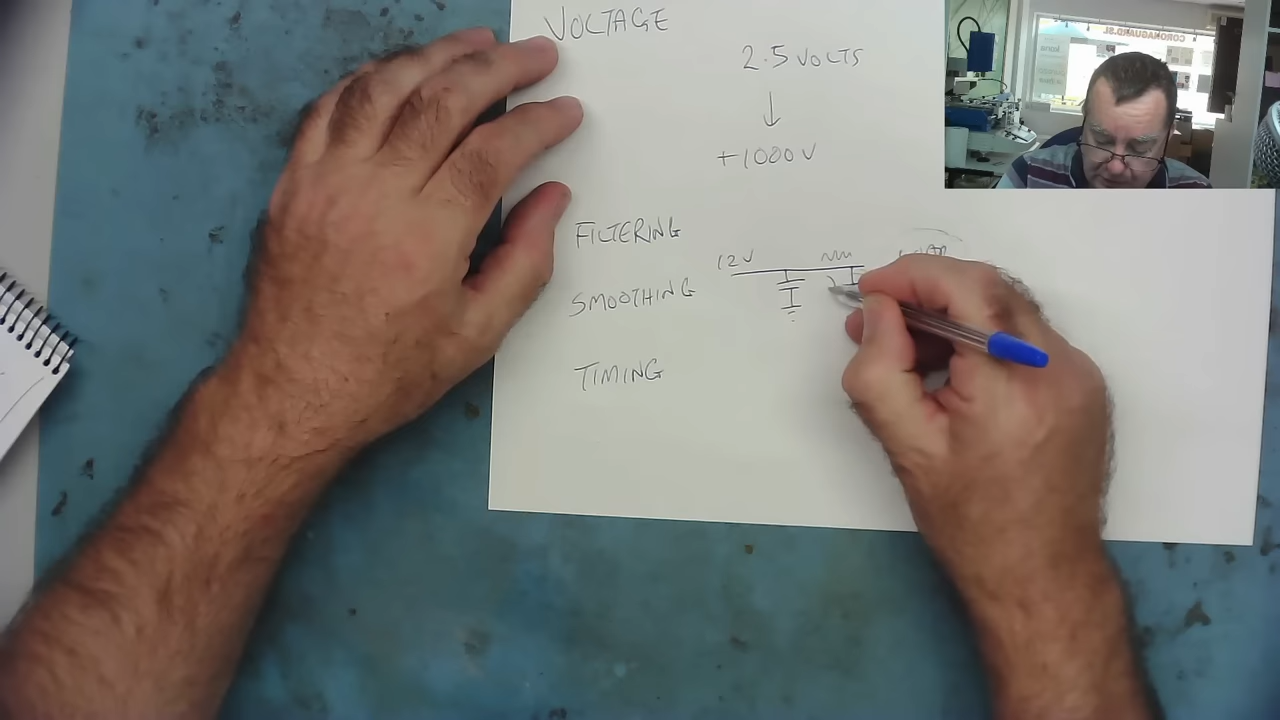 VOLTAGE
2.5 VOLTS
+1000V
FILTERING
12V
SMOOTHING
TIMING